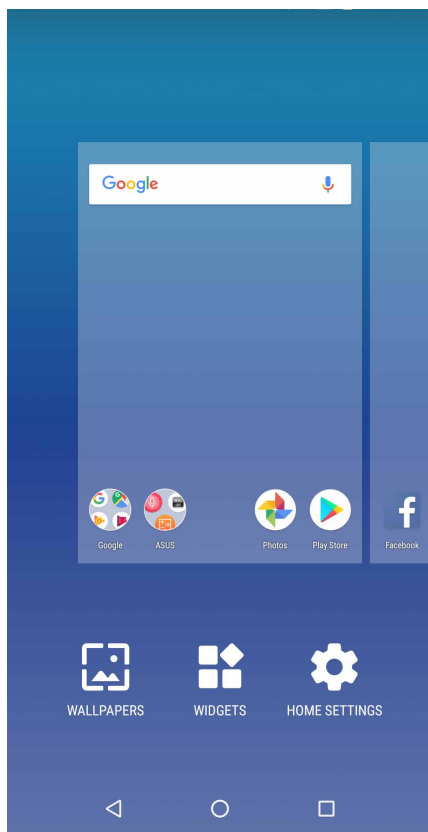 Google
Google
ASUS
Photos
Play Store
Facebook
WALLPAPERS
WIDGETS
HOME SETTINGS